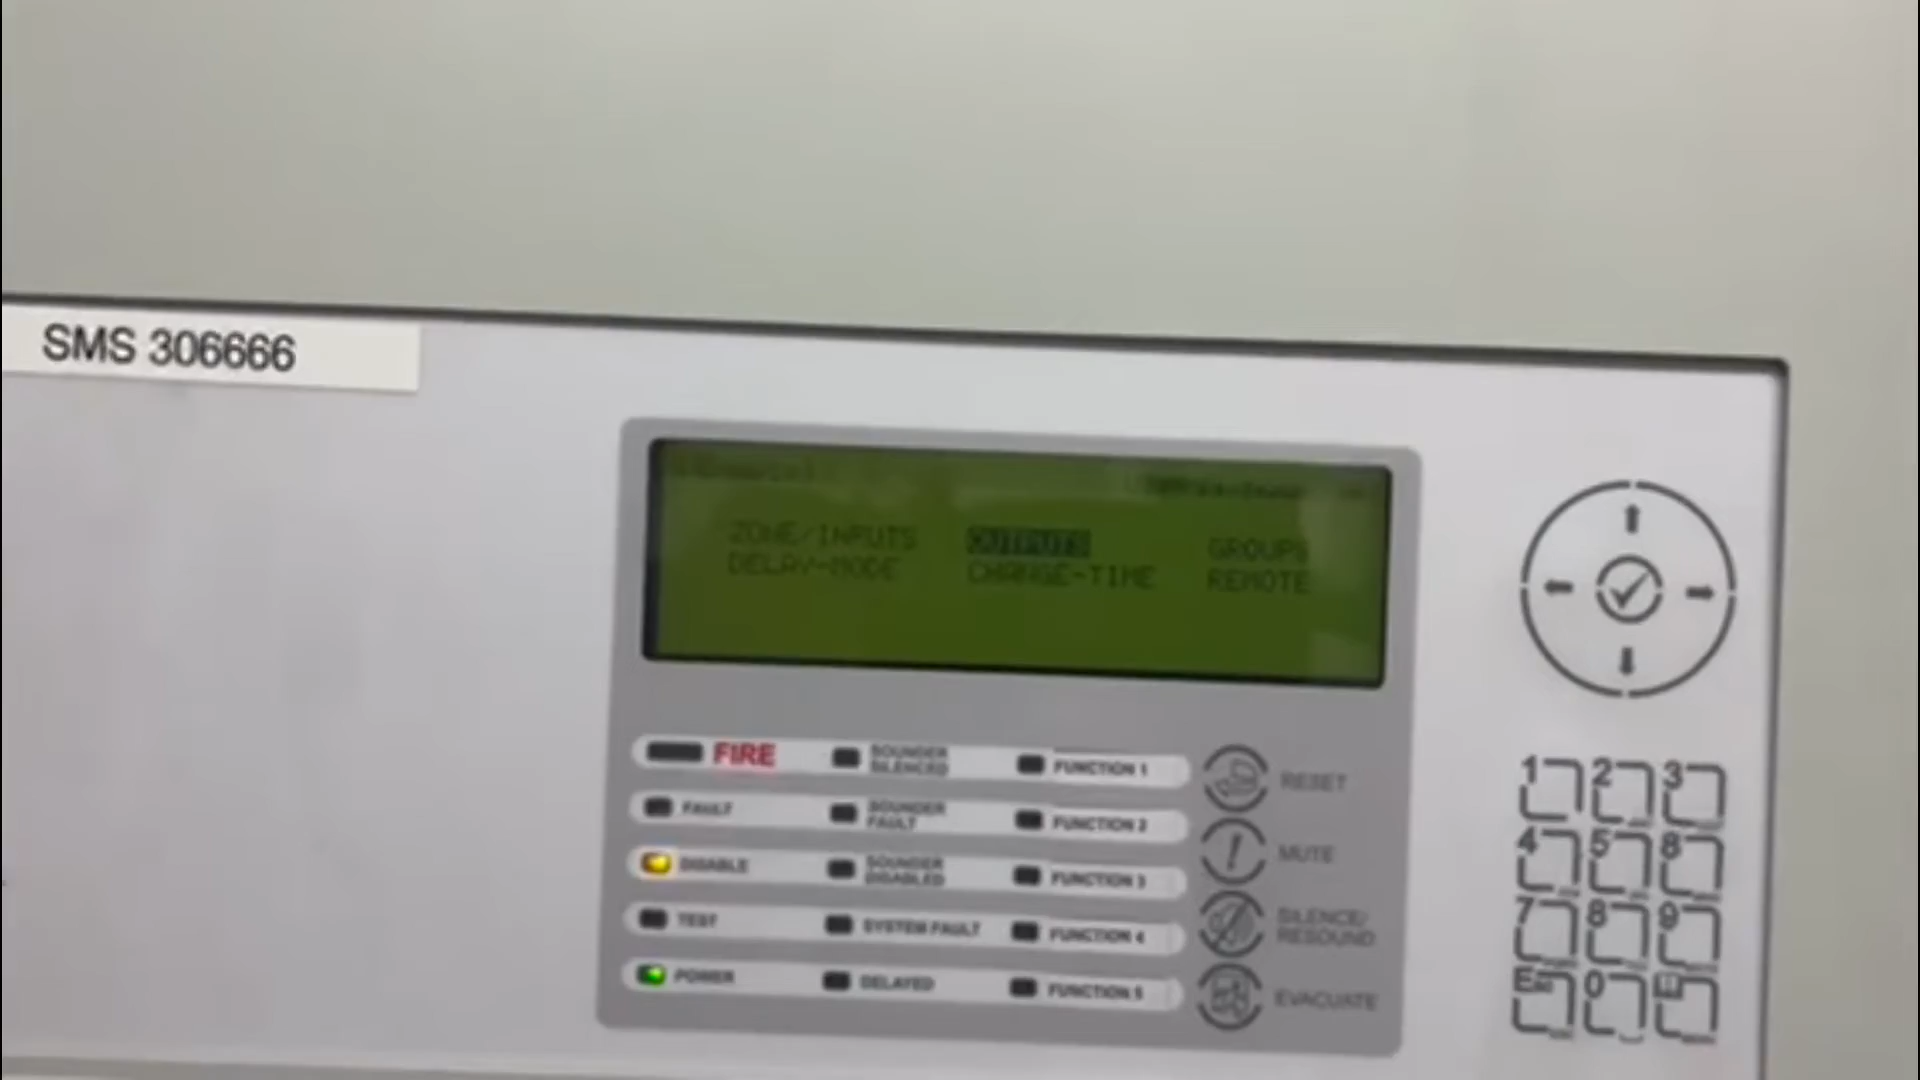 SMS 306666
ZONE/INPUTS OUTPUTS GROUPS
DELAY-MODE CHANGE-TIME REMOTE
FIRE SOUNDER SILENCED FUNCTION 1 RESET
FAULT SOUNDER FAULT FUNCTION 2 MUTE
DISABLE SOUNDER DISABLED FUNCTION 3
TEST SYSTEM FAULT FUNCTION 4 SILENCE/ RESOUND
POWER DELAYED FUNCTION 5 EVACUATE
1 2 3
4 5
7 8 9
Esc 0